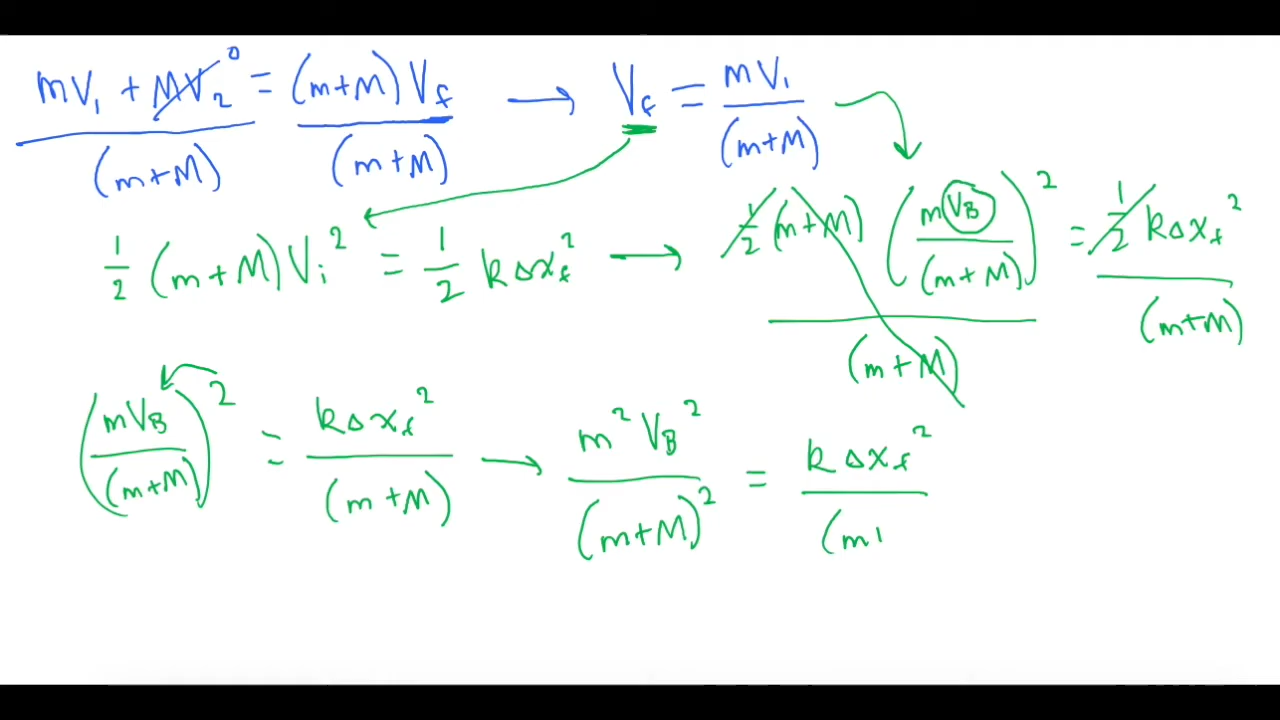 mV₁ + MV₂⁰ = (m+M)V_f → V_f = mV₁
(m+M) (m+M) (m+M)
½ (m+M) Vᵢ² = ½ kΔx_f² → ½ (m+M) (mV_B / (m+M))² = ½ kΔx_f²
(m+M) (m+M)
(mV_B / (m+M))² = kΔx_f² / (m+M) → m²V_B² / (m+M)² = kΔx_f² / (m